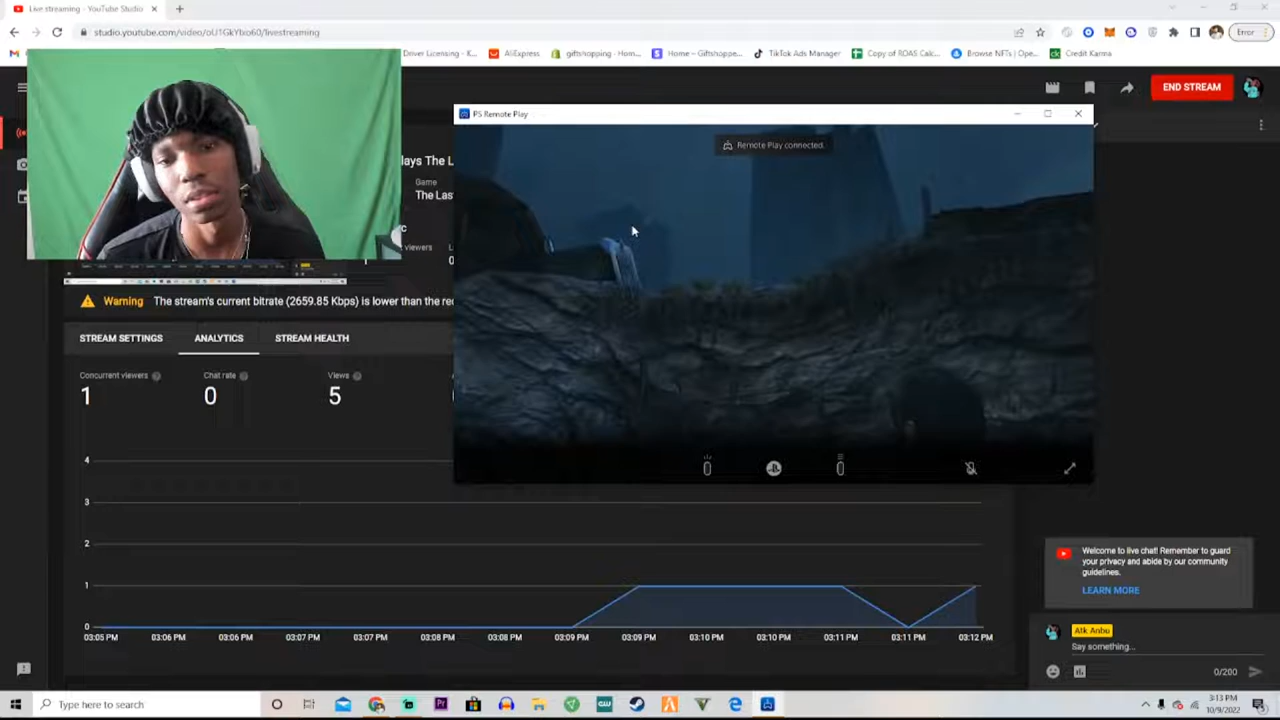 Live streaming - YouTube Studio
studio.youtube.com/video/oU1GkYlxo60/livestreaming
Error
Driver Licensing - K...
AliExpress
giftshopping · Hom...
Home – Giftshoppe...
TikTok Ads Manager
Copy of ROAS Calc...
Browse NFTs | Ope...
Credit Karma
END STREAM
PS Remote Play
Remote Play connected.
lays The L
Game
The Las
Warning The stream's current bitrate (2659.85 Kbps) is lower than the rec
STREAM SETTINGS ANALYTICS STREAM HEALTH
Concurrent viewers Chat rate Views
1 0 5
4
3
2
1
0
03:05 PM 03:06 PM 03:06 PM 03:07 PM 03:07 PM 03:08 PM 03:08 PM 03:09 PM 03:09 PM 03:10 PM 03:10 PM 03:11 PM 03:11 PM 03:12 PM
Welcome to live chat! Remember to guard
your privacy and abide by our community
guidelines.
LEARN MORE
Alk Anbu
Say something...
0/200
Type here to search
3:13 PM
10/9/2022